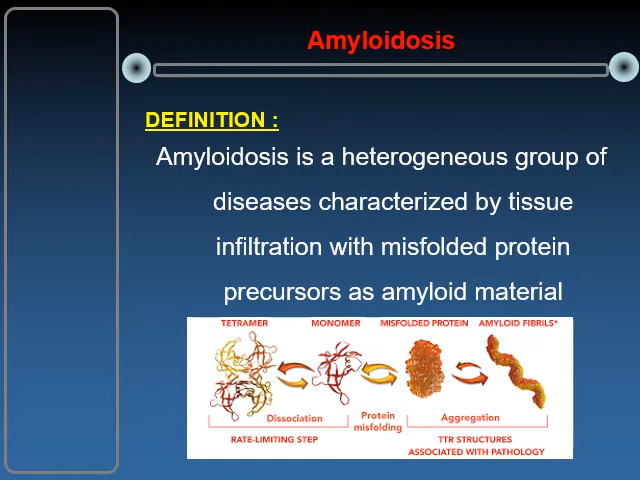 Amyloidosis
DEFINITION :
Amyloidosis is a heterogeneous group of
diseases characterized by tissue
infiltration with misfolded protein
precursors as amyloid material
TETRAMER MONOMER MISFOLDED PROTEIN AMYLOID FIBRILS*
Dissociation Protein misfolding Aggregation
RATE-LIMITING STEP TTR STRUCTURES
ASSOCIATED WITH PATHOLOGY